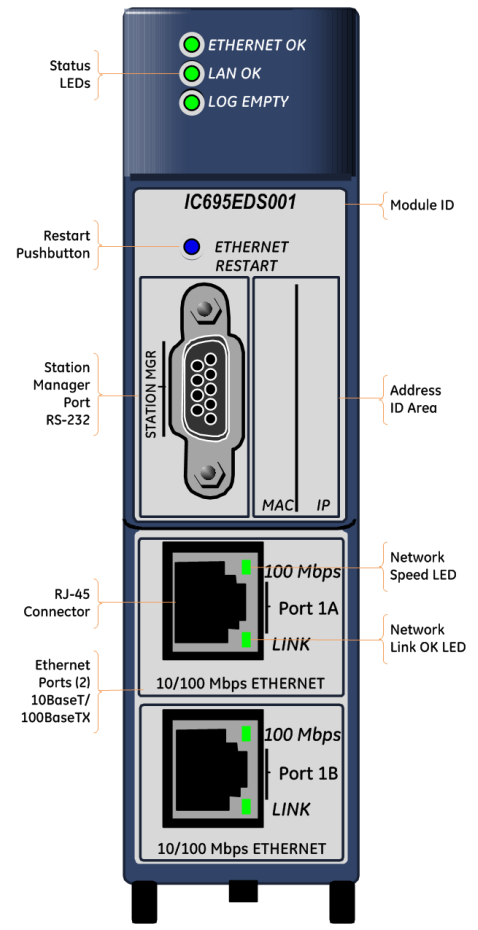 ETHERNET OK
Status
LEDs
LAN OK
LOG EMPTY
IC695EDS001
Module ID
Restart
Pushbutton
ETHERNET
RESTART
Station
Manager
Port
RS-232
STATION MGR
Address
ID Area
MAC
IP
Network
Speed LED
100 Mbps
RJ-45
Connector
Port 1A
Network
Link OK LED
LINK
Ethernet
Ports (2)
10BaseT/
100BaseTX
10/100 Mbps ETHERNET
100 Mbps
Port 1B
LINK
10/100 Mbps ETHERNET